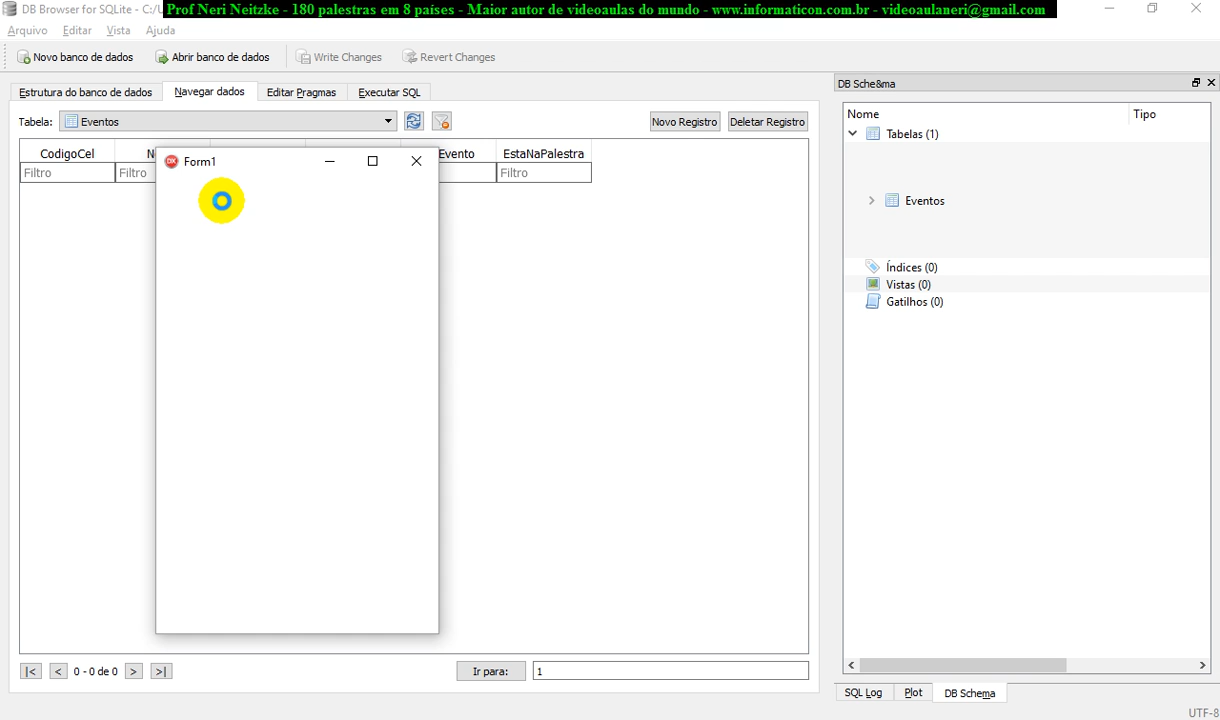 DB Browser for SQLite - C:/U
Prof Neri Neitzke - 180 palestras em 8 países - Maior autor de videoaulas do mundo - www.informaticon.com.br - videoaulaneri@gmail.com
Arquivo Editar Vista Ajuda
Novo banco de dados Abrir banco de dados Write Changes Revert Changes
Estrutura do banco de dados Navegar dados Editar Pragmas Executar SQL
Tabela: Eventos Novo Registro Deletar Registro
CodigoCel N Evento EstaNaPalestra
Filtro Filtro Filtro
Form1
|< < 0 - 0 de 0 > >| Ir para: 1
DB Sche&ma
Nome Tipo
Tabelas (1)
Eventos
Índices (0)
Vistas (0)
Gatilhos (0)
SQL Log Plot DB Schema
UTF-8